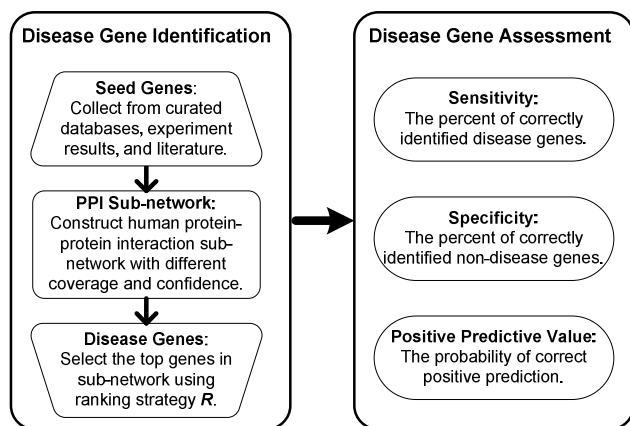 Disease Gene Identification
Seed Genes:
Collect from curated
databases, experiment
results, and literature.
PPI Sub-network:
Construct human protein-
protein interaction sub-
network with different
coverage and confidence.
Disease Genes:
Select the top genes in
sub-network using
ranking strategy R.
Disease Gene Assessment
Sensitivity:
The percent of correctly
identified disease genes.
Specificity:
The percent of correctly
identified non-disease genes.
Positive Predictive Value:
The probability of correct
positive prediction.